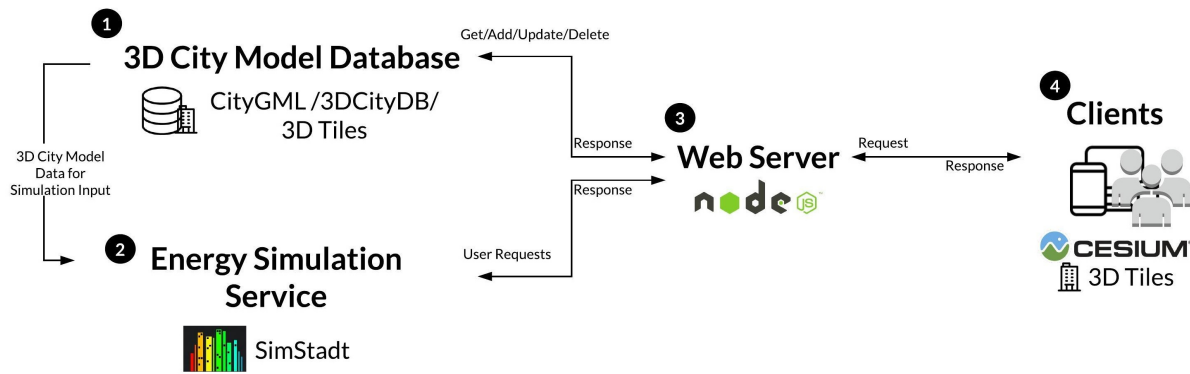 1
3D City Model Database
CityGML /3DCityDB/
3D Tiles
Get/Add/Update/Delete
3D City Model
Data for
Simulation Input
Response
Response
2
Energy Simulation
Service
SimStadt
User Requests
3
Web Server
node
JS
Request
Response
4
Clients
CESIUM
3D Tiles